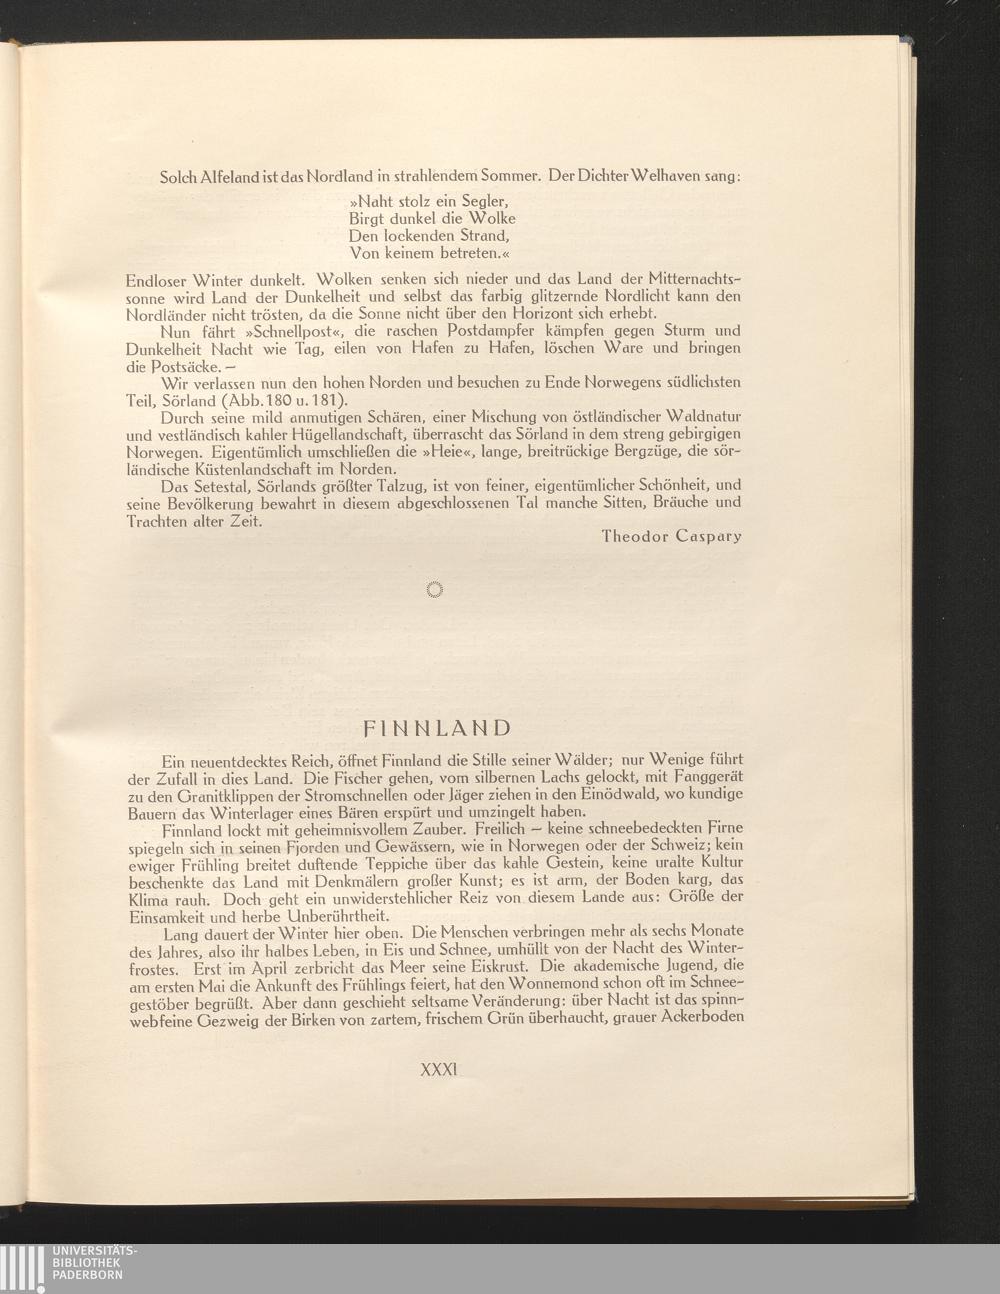 Solch Alfeland ist das Nordland in strahlendem Sommer. Der Dichter Welhaven sang:
»Naht stolz ein Segler,
Birgt dunkel die Wolke
Den lockenden Strand,
Von keinem betreten.«
Endloser Winter dunkelt. Wolken senken sich nieder und das Land der Mitternachts-
sonne wird Land der Dunkelheit und selbst das farbig glitzernde Nordlicht kann den
Nordländer nicht trösten, da die Sonne nicht über den Horizont sich erhebt.
Nun fährt »Schnellpost«, die raschen Postdampfer kämpfen gegen Sturm und
Dunkelheit Nacht wie Tag, eilen von Hafen zu Hafen, löschen Ware und bringen
die Postsäcke. —
Wir verlassen nun den hohen Norden und besuchen zu Ende Norwegens südlichsten
Teil, Sörland (Abb. 180 u. 181).
Durch seine mild anmutigen Schären, einer Mischung von östländischer Waldnatur
und vestländisch kahler Hügellandschaft, überrascht das Sörland in dem streng gebirgigen
Norwegen. Eigentümlich umschließen die »Heie«, lange, breitrückige Bergzüge, die sör-
ländische Küstenlandschaft im Norden.
Das Setestal, Sörlands größter Talzug, ist von feiner, eigentümlicher Schönheit, und
seine Bevölkerung bewahrt in diesem abgeschlossenen Tal manche Sitten, Bräuche und
Trachten alter Zeit.
Theodor Caspary
FINNLAND
Ein neuentdecktes Reich, öffnet Finnland die Stille seiner Wälder; nur Wenige führt
der Zufall in dies Land. Die Fischer gehen, vom silbernen Lachs gelockt, mit Fanggerät
zu den Granitklippen der Stromschnellen oder Jäger ziehen in den Einödwald, wo kundige
Bauern das Winterlager eines Bären erspürt und umzingelt haben.
Finnland lockt mit geheimnisvollem Zauber. Freilich — keine schneebedeckten Firne
spiegeln sich in seinen Fjorden und Gewässern, wie in Norwegen oder der Schweiz; kein
ewiger Frühling breitet duftende Teppiche über das kahle Gestein, keine uralte Kultur
beschenkte das Land mit Denkmälern großer Kunst; es ist arm, der Boden karg, das
Klima rauh. Doch geht ein unwiderstehlicher Reiz von diesem Lande aus: Größe der
Einsamkeit und herbe Unberührtheit.
Lang dauert der Winter hier oben. Die Menschen verbringen mehr als sechs Monate
des Jahres, also ihr halbes Leben, in Eis und Schnee, umhüllt von der Nacht des Winter-
frostes. Erst im April zerbricht das Meer seine Eiskrust. Die akademische Jugend, die
am ersten Mai die Ankunft des Frühlings feiert, hat den Wonnemond schon oft im Schnee-
gestöber begrüßt. Aber dann geschieht seltsame Veränderung: über Nacht ist das spinn-
webfeine Gezweig der Birken von zartem, frischem Grün überhaucht, grauer Ackerboden
XXXI
UNIVERSITÄTS-
BIBLIOTHEK
PADERBORN